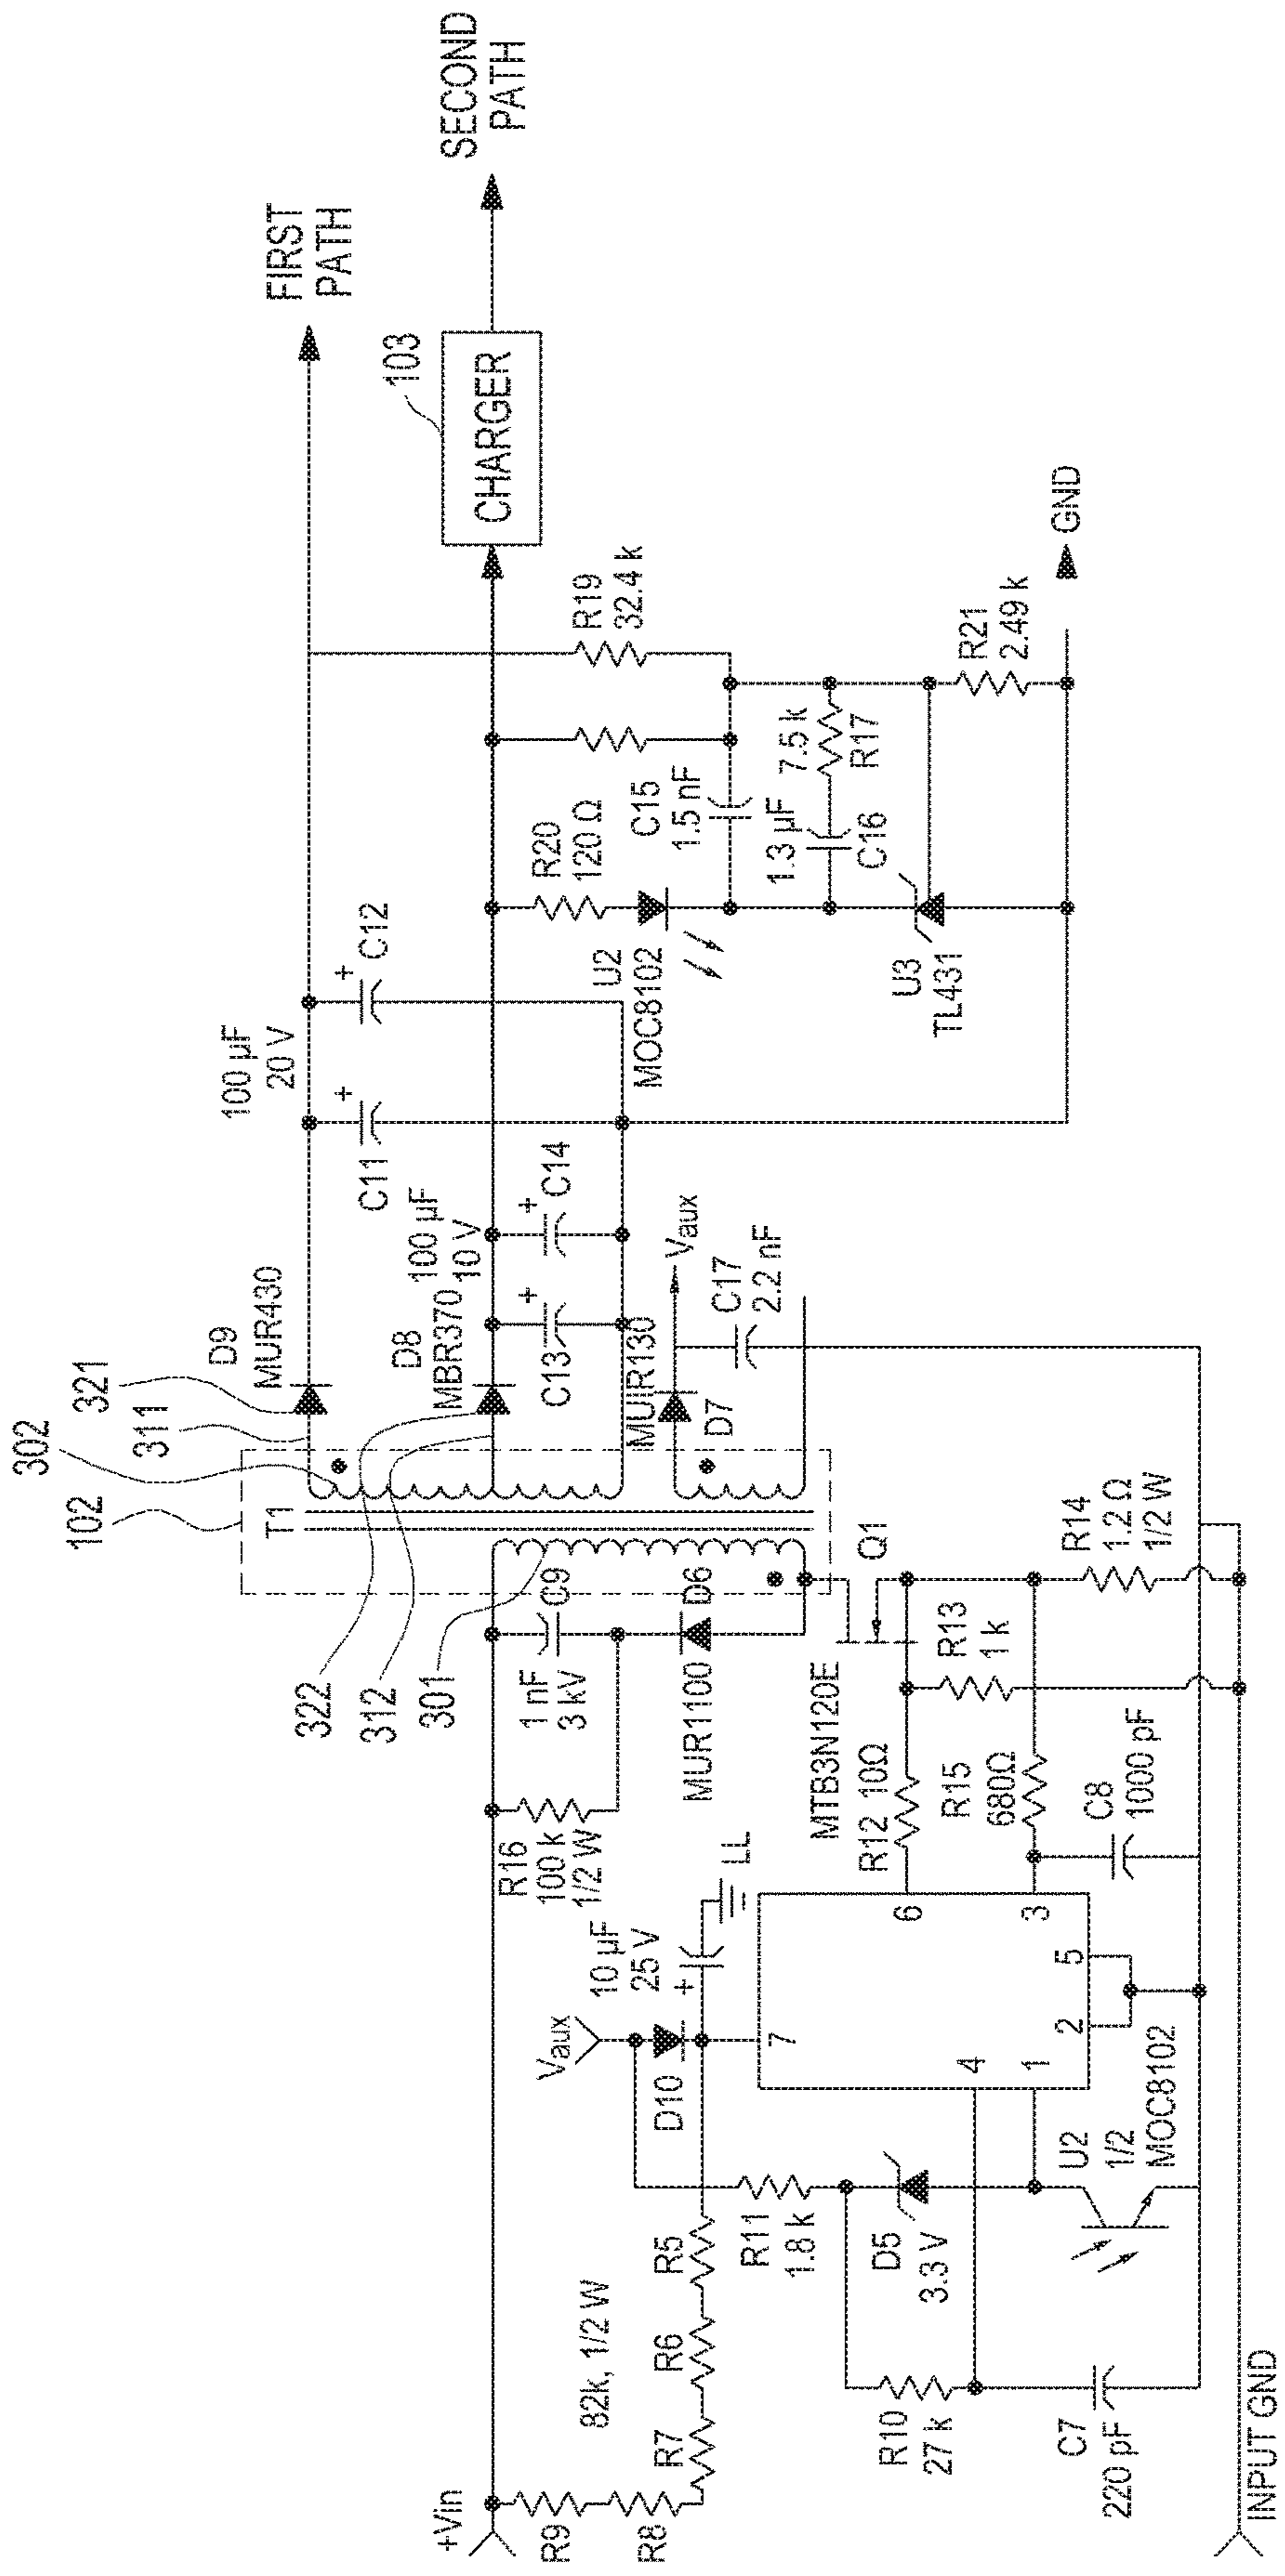 FIRST
PATH
SECOND
PATH
103
CHARGER
GND
R19
32.4 k
R21
2.49 k
7.5 k
R17
C15
1.5 nF
1.3 µF
C16
R20
120 Ω
U2
MOC8102
U3
TL431
C12
100 µF
20 V
C11
C14
100 µF
10 V
C13
Vaux
C17
2.2 nF
D9
MUR430
D8
MBR370
MUIR130
D7
321
311
302
102
T1
322
312
301
C9
1 nF
3 kV
D6
MUR1100
Q1
MTB3N120E
R14
1.2 Ω
1/2 W
R13
1 k
R12 10Ω
R15
680Ω
C8
1000 pF
R16
100 k
1/2 W
LL
10 µF
25 V
Vaux
D10
7
6
3
5
2
4
1
U2
1/2
MOC8102
R11
1.8 k
D5
3.3 V
R5
R6
R7
82k, 1/2 W
R10
27 k
C7
220 pF
+Vin
R9
R8
INPUT GND
+
+
+
+
+